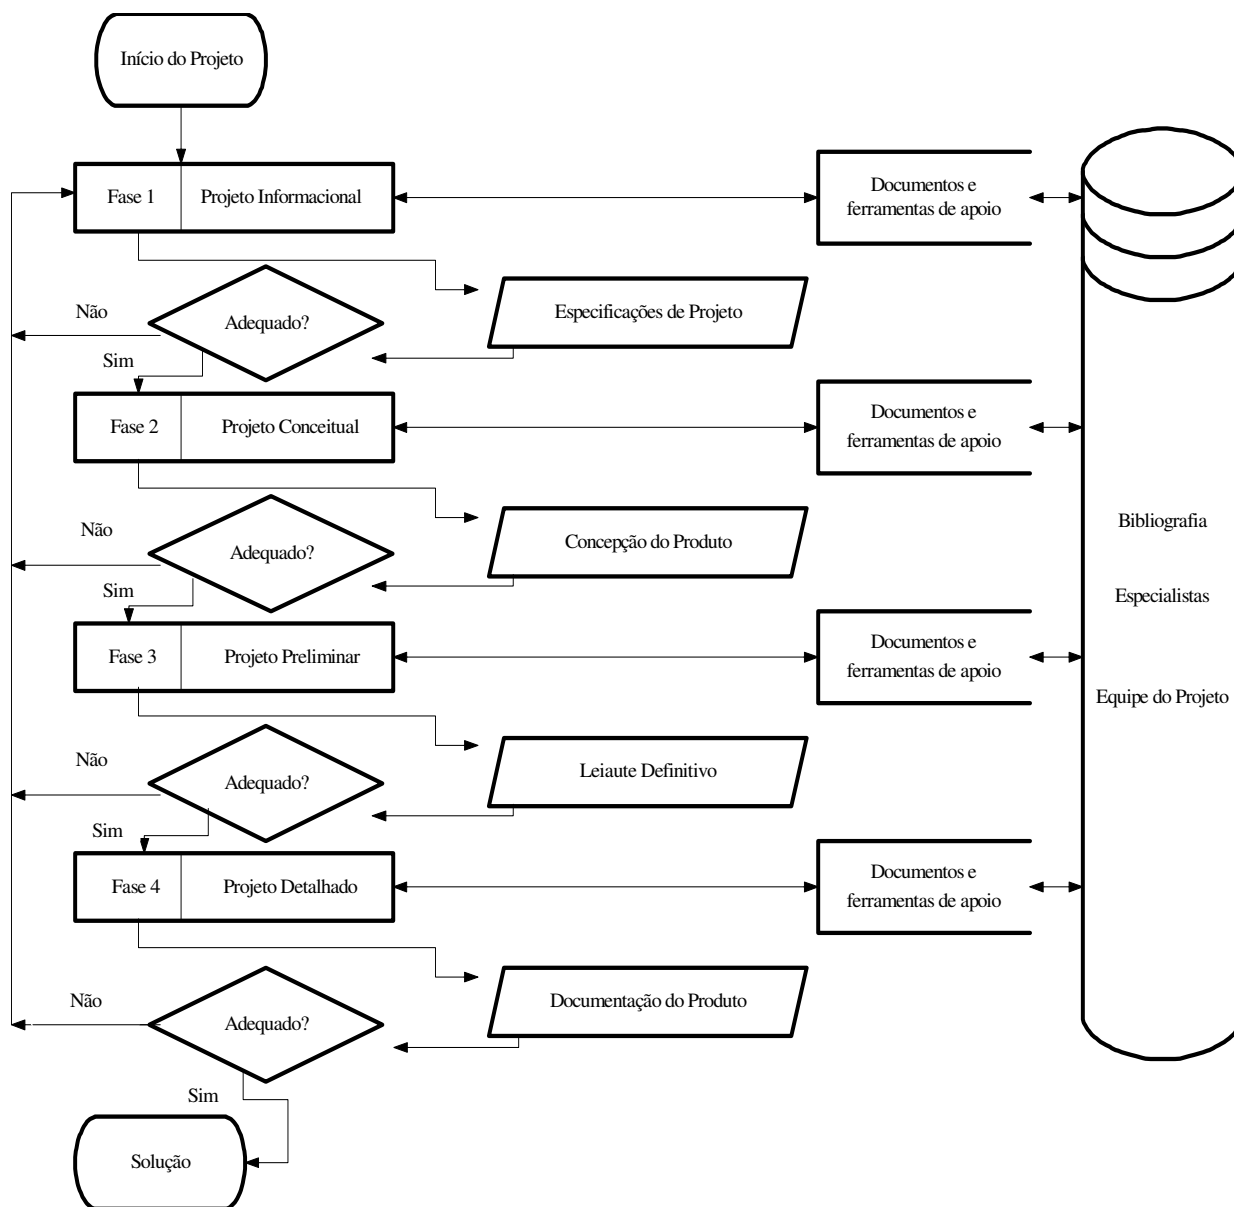 Início do Projeto
Fase 1
Projeto Informacional
Documentos e
ferramentas de apoio
Especificações de Projeto
Não
Adequado?
Sim
Fase 2
Projeto Conceitual
Documentos e
ferramentas de apoio
Bibliografia
Não
Adequado?
Concepção do Produto
Sim
Especialistas
Fase 3
Projeto Preliminar
Documentos e
ferramentas de apoio
Equipe do Projeto
Não
Adequado?
Leiaute Definitivo
Sim
Fase 4
Projeto Detalhado
Documentos e
ferramentas de apoio
Não
Adequado?
Documentação do Produto
Sim
Solução